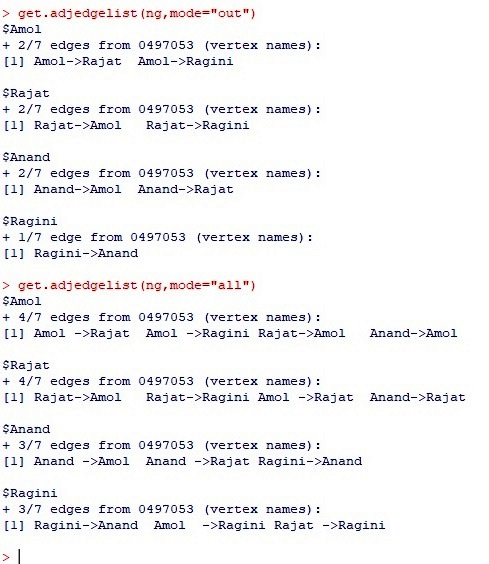 > get.adjedgelist(ng,mode="out")
$Amol
+ 2/7 edges from 0497053 (vertex names):
[1] Amol->Rajat  Amol->Ragini

$Rajat
+ 2/7 edges from 0497053 (vertex names):
[1] Rajat->Amol   Rajat->Ragini

$Anand
+ 2/7 edges from 0497053 (vertex names):
[1] Anand->Amol  Anand->Rajat

$Ragini
+ 1/7 edge from 0497053 (vertex names):
[1] Ragini->Anand

> get.adjedgelist(ng,mode="all")
$Amol
+ 4/7 edges from 0497053 (vertex names):
[1] Amol ->Rajat  Amol ->Ragini Rajat->Amol   Anand->Amol

$Rajat
+ 4/7 edges from 0497053 (vertex names):
[1] Rajat->Amol   Rajat->Ragini Amol ->Rajat  Anand->Rajat

$Anand
+ 3/7 edges from 0497053 (vertex names):
[1] Anand ->Amol  Anand ->Rajat Ragini->Anand

$Ragini
+ 3/7 edges from 0497053 (vertex names):
[1] Ragini->Anand  Amol  ->Ragini Rajat ->Ragini

> |